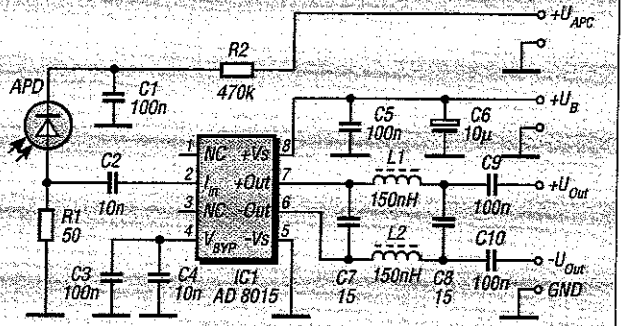 +U_APC
R2
470k
APD
C1
100n
C5
100n
C6
10µ
+U_B
1 NC +Vs 8
2 I_in +Out 7
3 NC -Out 6
4 V_BYP -Vs 5
IC1
AD 8015
C2
10n
R1
50
C3
100n
C4
10n
L1
150nH
L2
150nH
C7
15
C8
15
C9
100n
C10
100n
+U_Out
-U_Out
GND